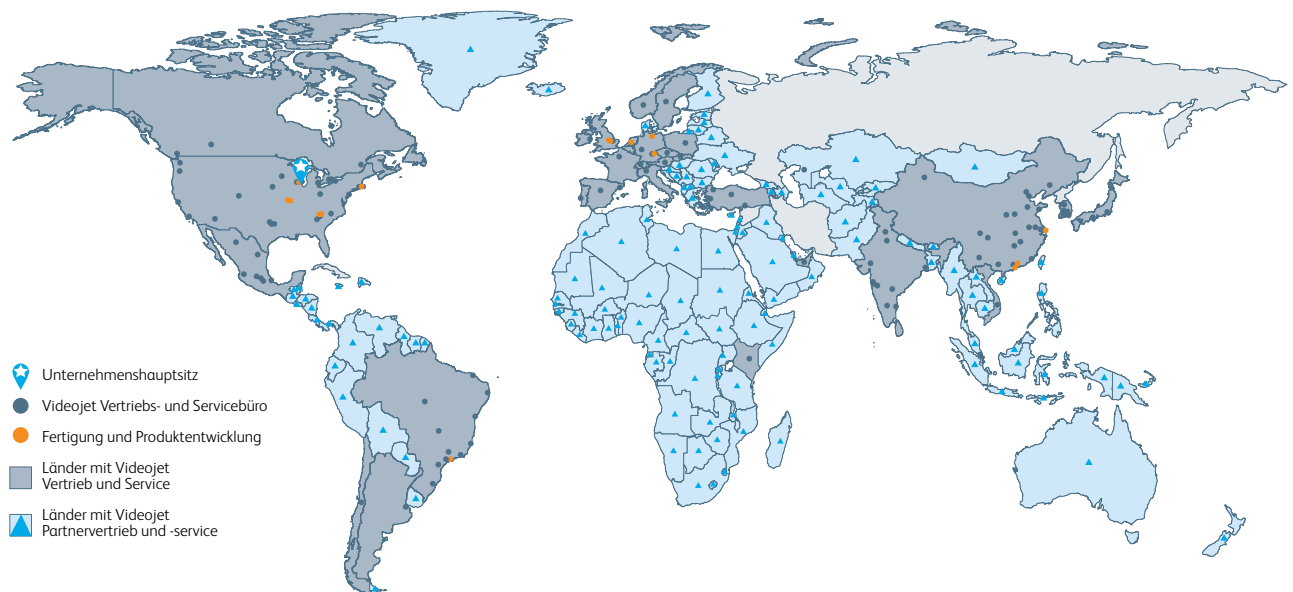 Unternehmenshauptsitz
Videojet Vertriebs- und Servicebüro
Fertigung und Produktentwicklung
Länder mit Videojet
Vertrieb und Service
Länder mit Videojet
Partnervertrieb und -service